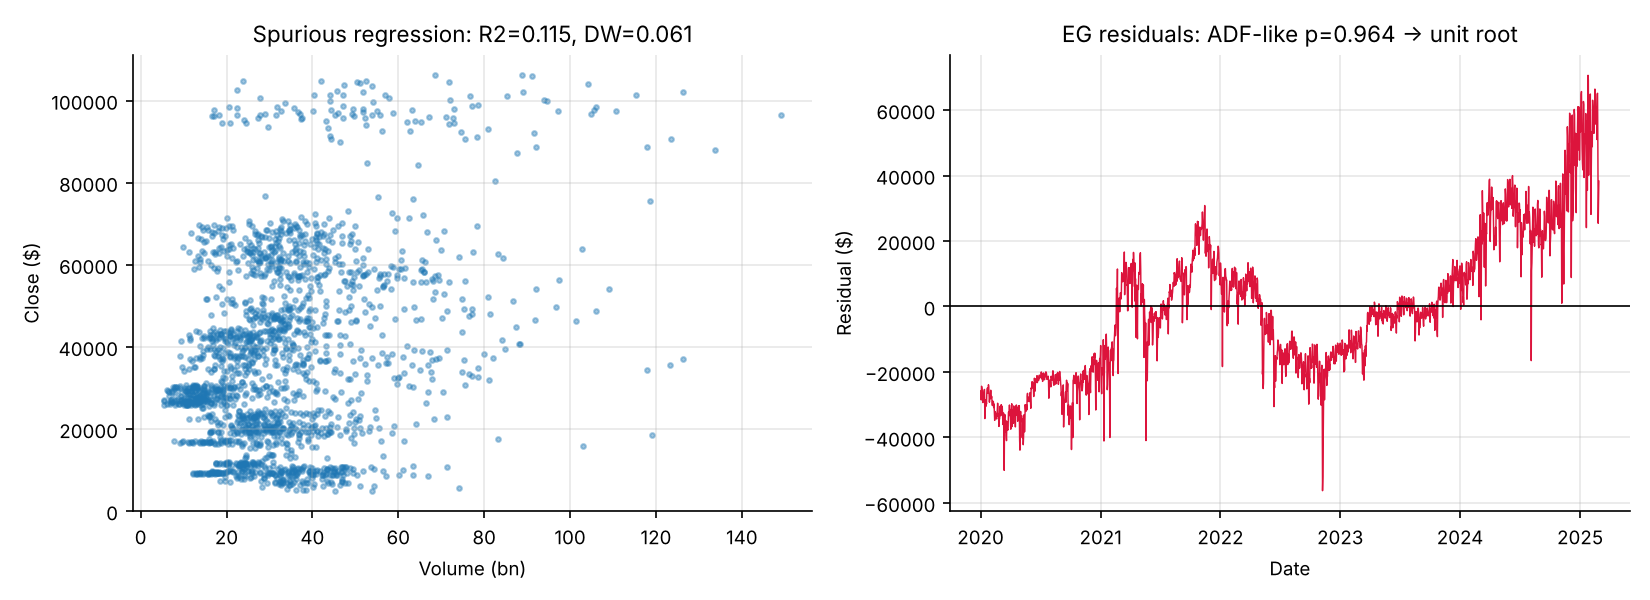 Spurious regression: R2=0.115, DW=0.061
Close ($)
100000
80000
60000
40000
20000
0
0 20 40 60 80 100 120 140
Volume (bn)
EG residuals: ADF-like p=0.964 → unit root
Residual ($)
60000
40000
20000
0
−20000
−40000
−60000
2020 2021 2022 2023 2024 2025
Date